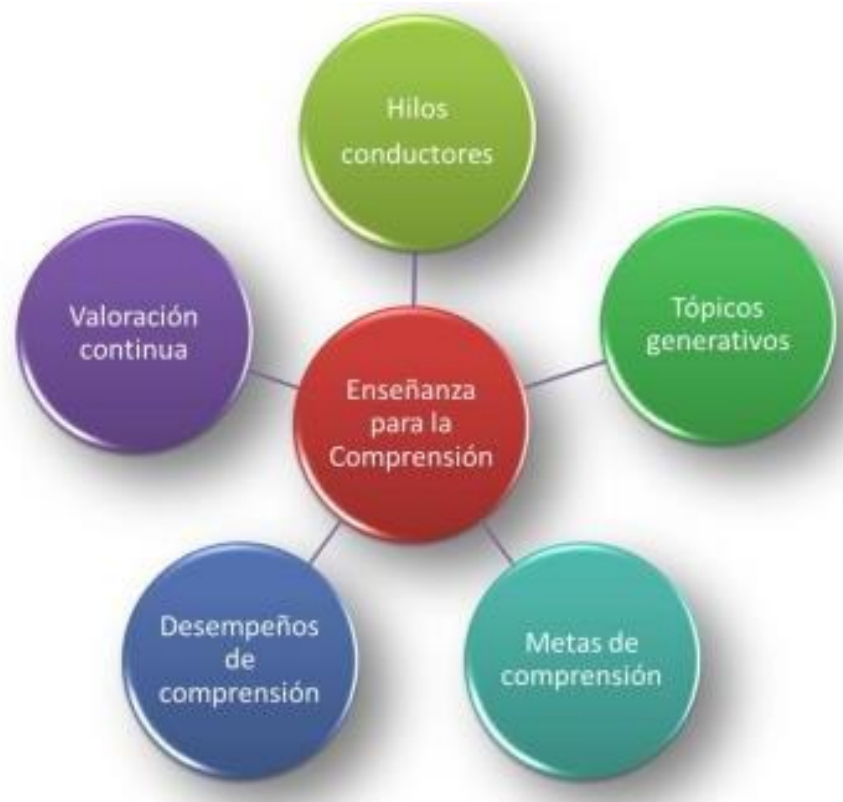 Hilos
conductores
Tópicos
generativos
Metas de
comprensión
Desempeños
de
comprensión
Valoración
continua
Enseñanza
para la
Comprensión